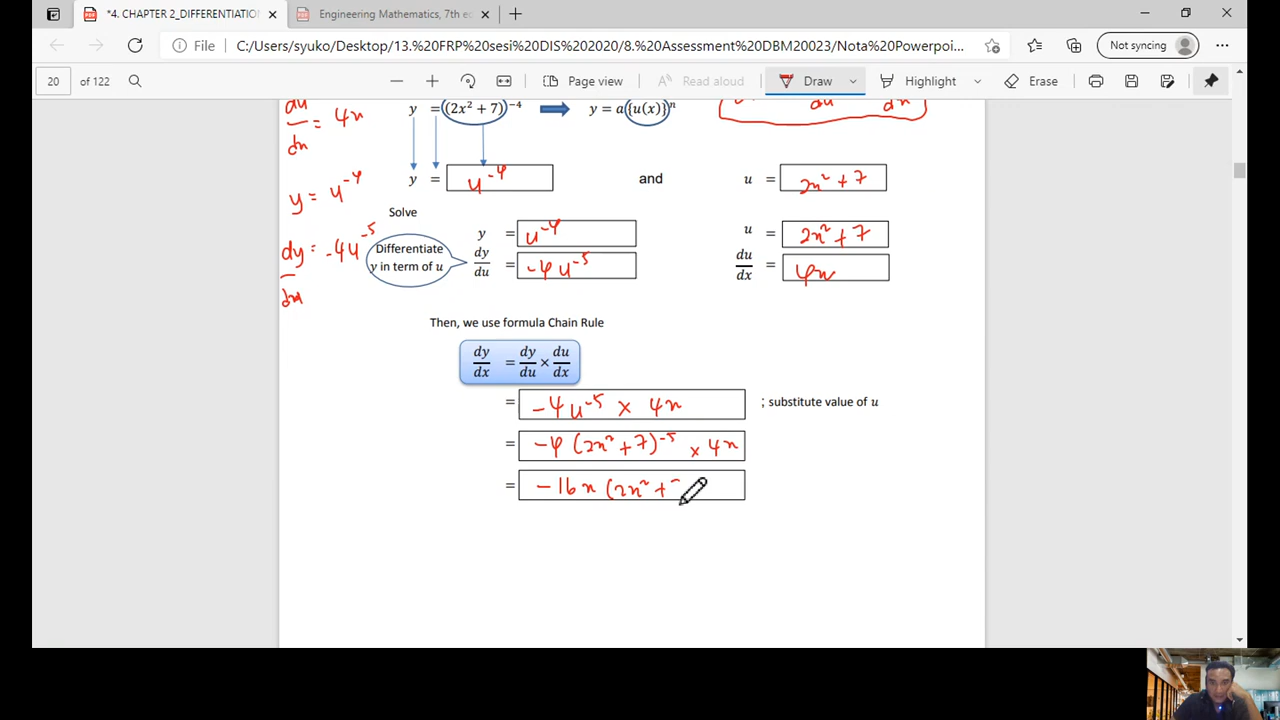 *4. CHAPTER 2_DIFFERENTIATIO
Engineering Mathematics, 7th ed
File C:/Users/syuko/Desktop/13.%20FRP%20sesi%20DIS%202020/8.%20Assessment%20DBM20023/Nota%20Powerpoi...
Not syncing
20 of 122
Page view
Read aloud
Draw
Highlight
Erase
du/dx = 4x
y = (2x² + 7)⁻⁴ y = a{u(x)}ⁿ
du dx
y = u⁻⁴ and u = 2x² + 7
y = u⁻⁴
Solve
y = u⁻⁴ u = 2x² + 7
dy/du = -4u⁻⁵
Differentiate
y in term of u
dy/du = -4u⁻⁵ du/dx = 4x
Then, we use formula Chain Rule
dy/dx = dy/du × du/dx
= -4u⁻⁵ × 4x ; substitute value of u
= -4(2x² + 7)⁻⁵ × 4x
= -16x (2x² +